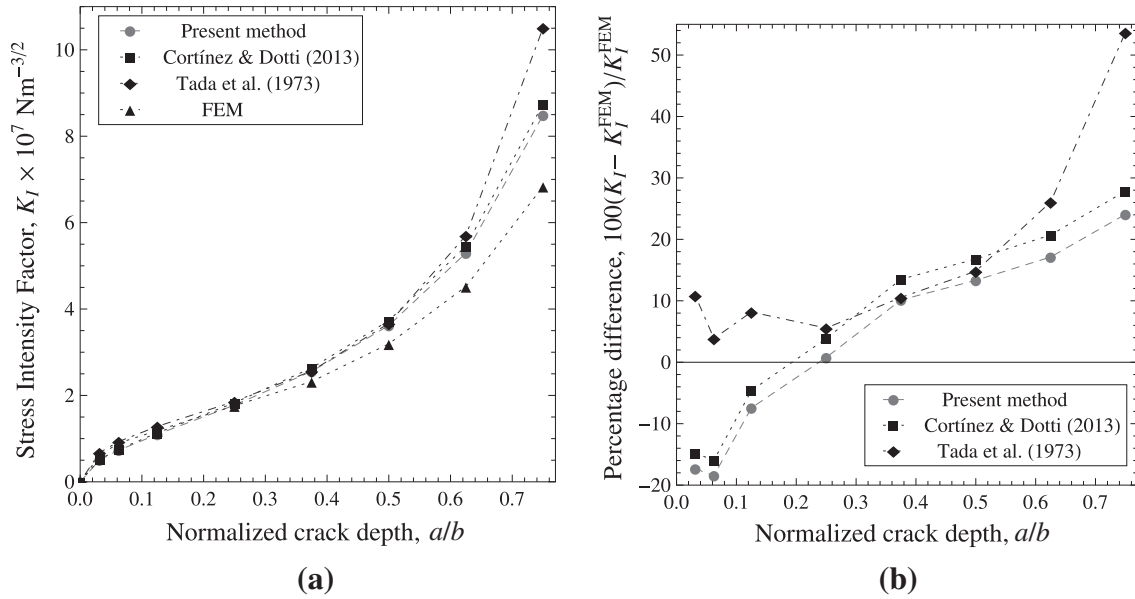 Stress Intensity Factor, K_I × 10⁷ Nm⁻³/²
10
8
6
4
2
0
Present method
Cortínez & Dotti (2013)
Tada et al. (1973)
FEM
0.0 0.1 0.2 0.3 0.4 0.5 0.6 0.7
Normalized crack depth, a/b
(a)
Percentage difference, 100(K_I − K_I^FEM)/K_I^FEM
50
40
30
20
10
0
−10
−20
Present method
Cortínez & Dotti (2013)
Tada et al. (1973)
0.0 0.1 0.2 0.3 0.4 0.5 0.6 0.7
Normalized crack depth, a/b
(b)